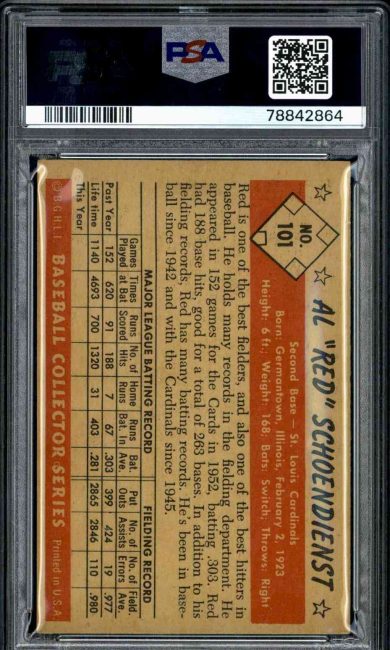 PSA
78842864
NO.
101
AL "RED" SCHOENDIENST
Second Base — St. Louis Cardinals
Born: Germantown, Illinois, February 2, 1923
Height: 6 ft.; Weight: 168; Bats: Switch; Throws: Right
Red is one of the best fielders, and also one of the best hitters in
baseball. He holds many records in the fielding department. He
appeared in 152 games for the Cards in 1952, batting .303. Red
had 188 base hits, good for a total of 263 bases. In addition to his
fielding records, Red has many batting records. He's been in base-
ball since 1942 and with the Cardinals since 1945.
MAJOR LEAGUE BATTING RECORD FIELDING RECORD
Games Times Runs No. of Home Runs Bat. Put No. of No. of Field.
Played at Bat Scored Hits Runs Bat. In Ave. Outs Assists Errors Ave.
Past Year 152 620 91 188 7 67 .303 399 424 19 .977
Life time 1140 4693 700 1320 31 403 .281 2865 2846 110 .980
This Year
© B.G.H.L.I. BASEBALL COLLECTOR SERIES Printed in U.S.A.